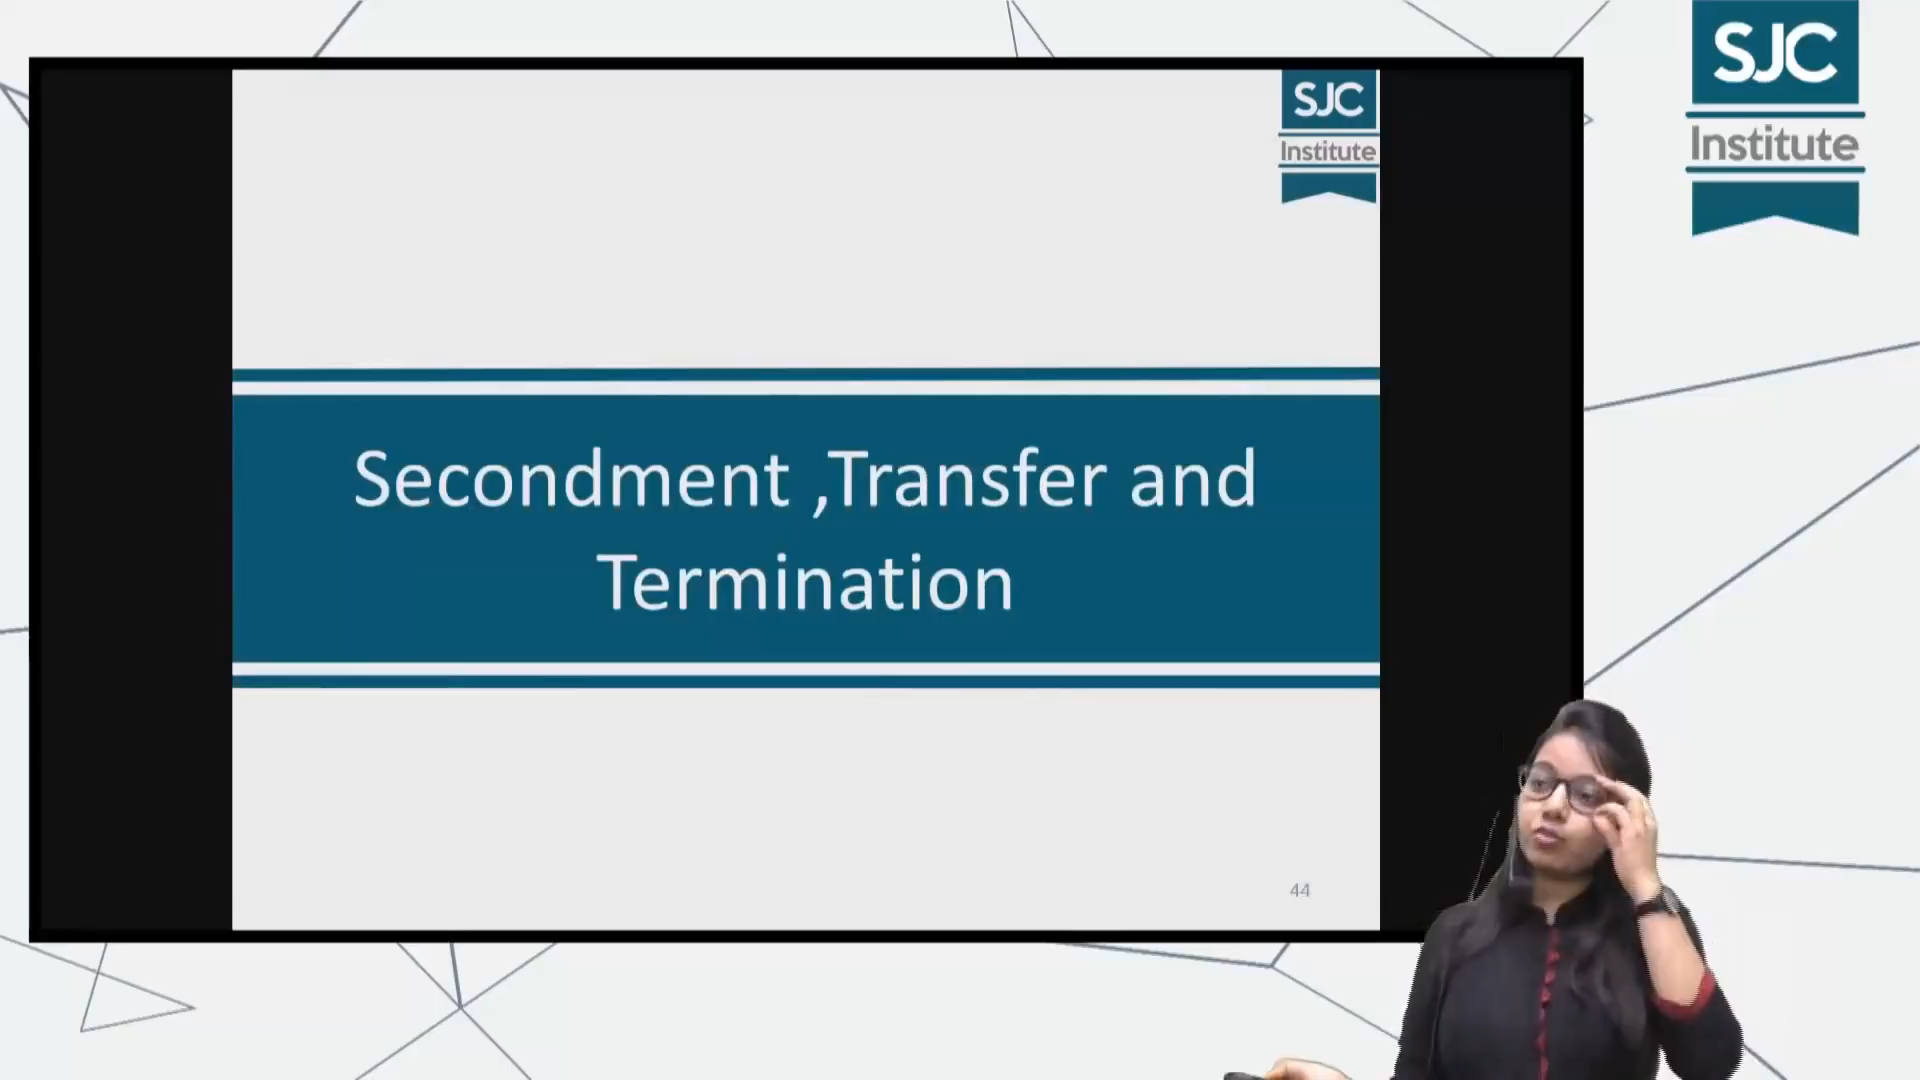 SJC
Institute
SJC
Institute
Secondment ,Transfer and
Termination
44